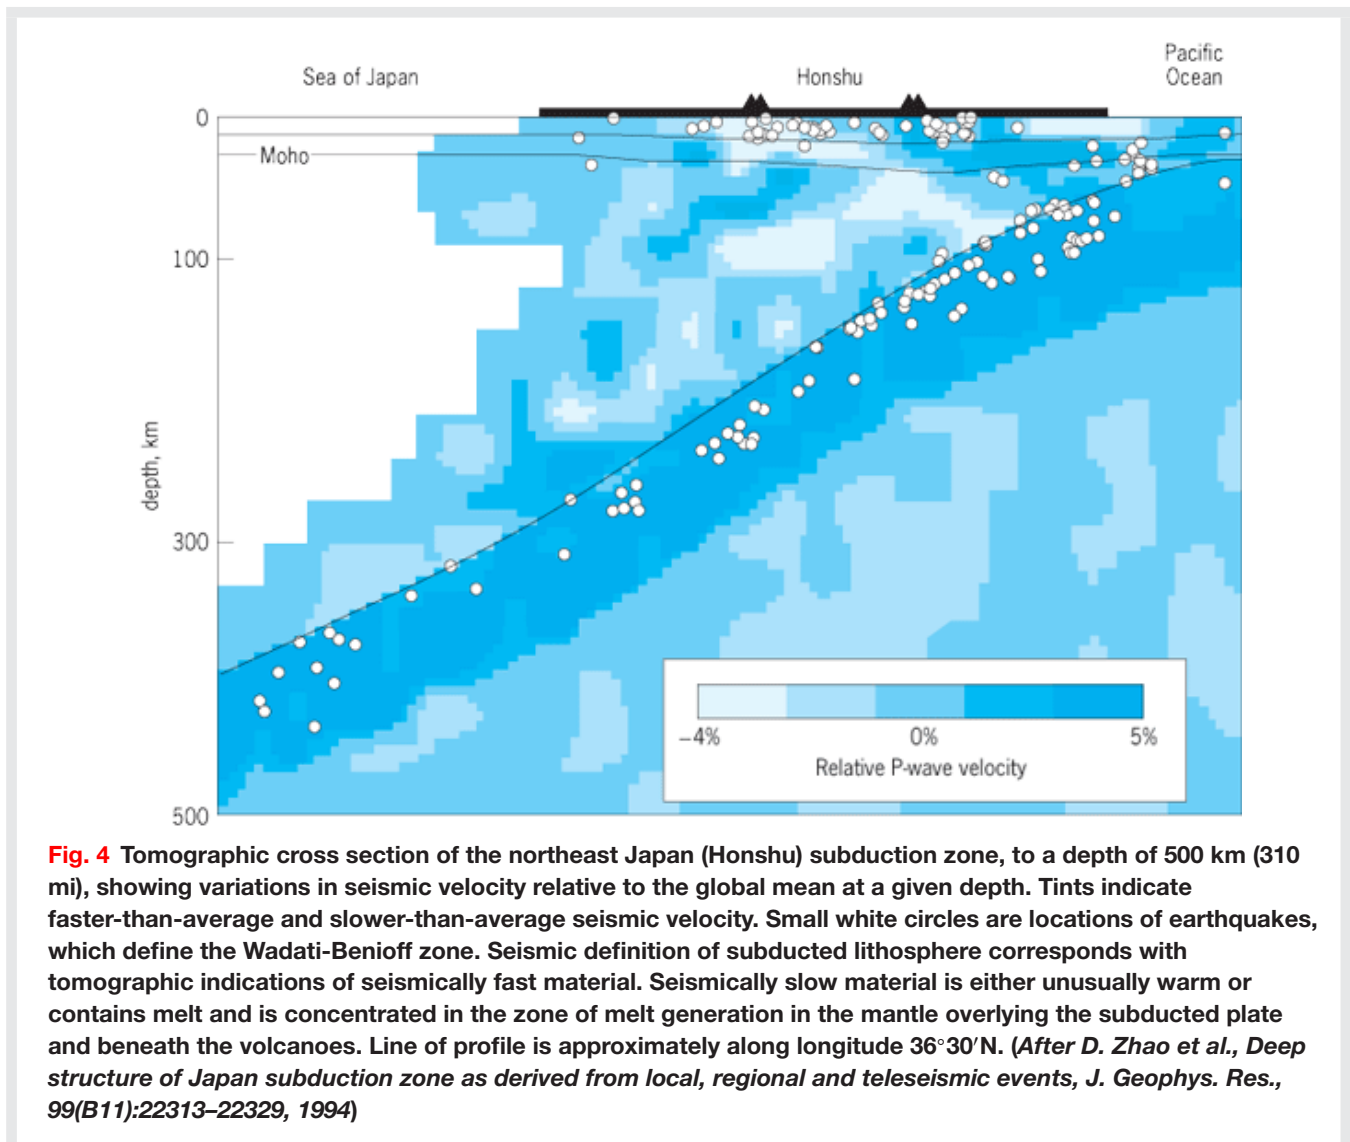 Sea of Japan
Honshu
Pacific
Ocean
0
Moho
100
depth, km
300
500
–4%
0%
5%
Relative P-wave velocity
Fig. 4 Tomographic cross section of the northeast Japan (Honshu) subduction zone, to a depth of 500 km (310
mi), showing variations in seismic velocity relative to the global mean at a given depth. Tints indicate
faster-than-average and slower-than-average seismic velocity. Small white circles are locations of earthquakes,
which define the Wadati-Benioff zone. Seismic definition of subducted lithosphere corresponds with
tomographic indications of seismically fast material. Seismically slow material is either unusually warm or
contains melt and is concentrated in the zone of melt generation in the mantle overlying the subducted plate
and beneath the volcanoes. Line of profile is approximately along longitude 36°30′N. (After D. Zhao et al., Deep
structure of Japan subduction zone as derived from local, regional and teleseismic events, J. Geophys. Res.,
99(B11):22313–22329, 1994)